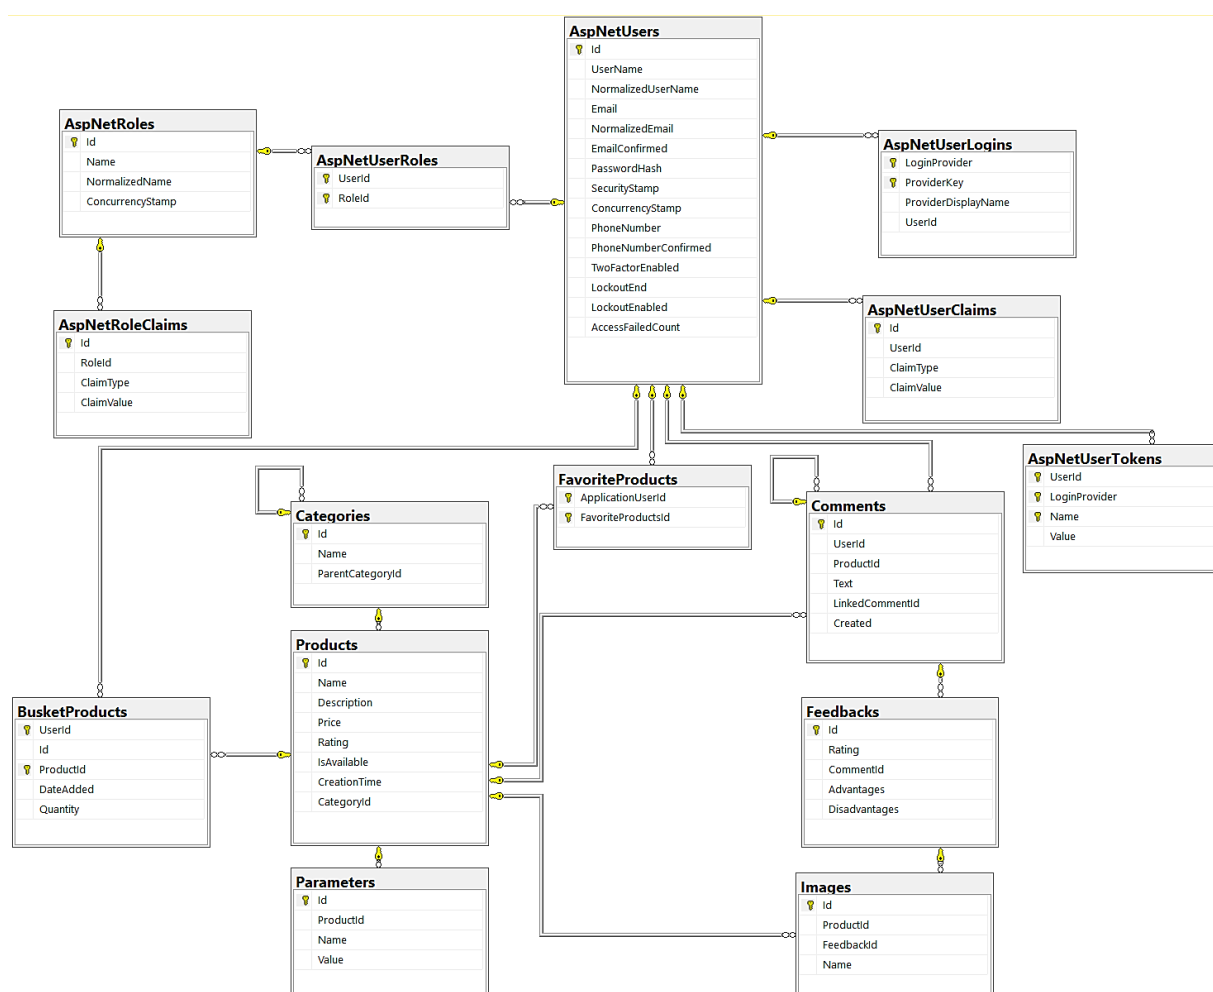 AspNetUsers
Id
UserName
NormalizedUserName
Email
NormalizedEmail
EmailConfirmed
PasswordHash
SecurityStamp
ConcurrencyStamp
PhoneNumber
PhoneNumberConfirmed
TwoFactorEnabled
LockoutEnd
LockoutEnabled
AccessFailedCount
AspNetRoles
Id
Name
NormalizedName
ConcurrencyStamp
AspNetUserRoles
UserId
RoleId
AspNetUserLogins
LoginProvider
ProviderKey
ProviderDisplayName
UserId
AspNetRoleClaims
Id
RoleId
ClaimType
ClaimValue
AspNetUserClaims
Id
UserId
ClaimType
ClaimValue
AspNetUserTokens
UserId
LoginProvider
Name
Value
FavoriteProducts
ApplicationUserId
FavoriteProductsId
Categories
Id
Name
ParentCategoryId
Comments
Id
UserId
ProductId
Text
LinkedCommentId
Created
Products
Id
Name
Description
Price
Rating
IsAvailable
CreationTime
CategoryId
BusketProducts
UserId
Id
ProductId
DateAdded
Quantity
Feedbacks
Id
Rating
CommentId
Advantages
Disadvantages
Parameters
Id
ProductId
Name
Value
Images
Id
ProductId
FeedbackId
Name